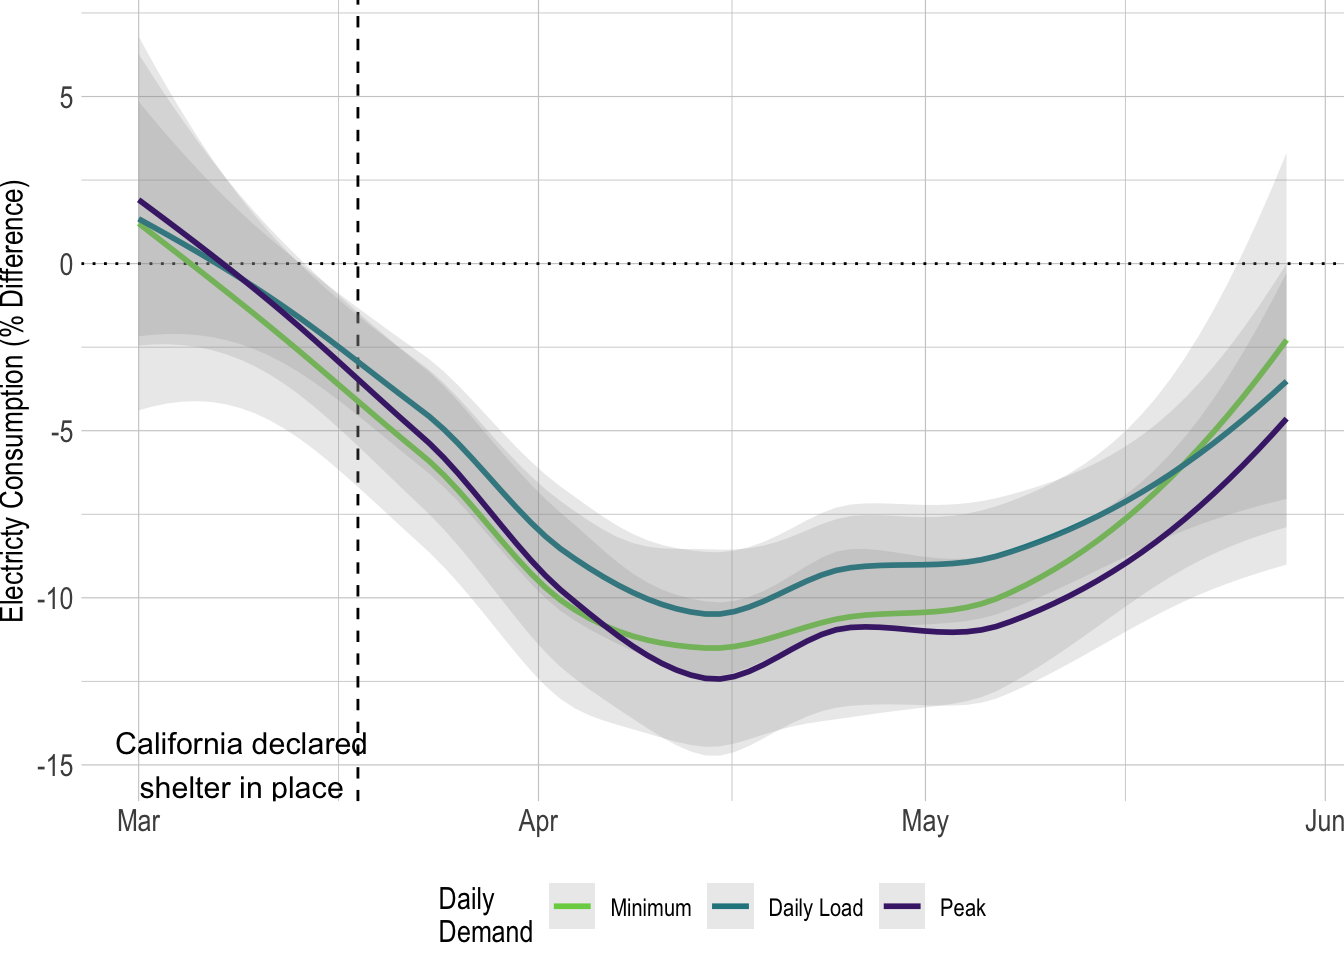 Electricty Consumption (% Difference)
5
0
-5
-10
-15
California declared
shelter in place
Mar Apr May Jun
Daily
Demand
Minimum Daily Load Peak